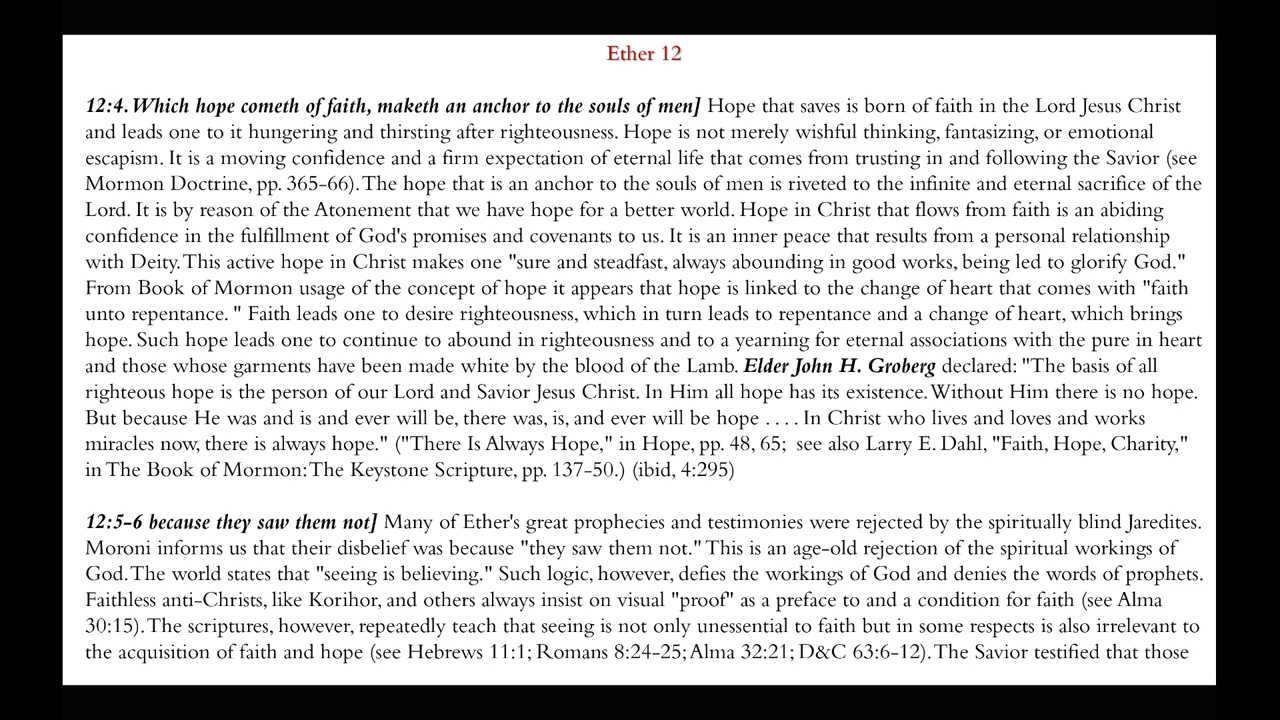 Ether 12
12:4. Which hope cometh of faith, maketh an anchor to the souls of men] Hope that saves is born of faith in the Lord Jesus Christ
and leads one to it hungering and thirsting after righteousness. Hope is not merely wishful thinking, fantasizing, or emotional
escapism. It is a moving confidence and a firm expectation of eternal life that comes from trusting in and following the Savior (see
Mormon Doctrine, pp. 365-66). The hope that is an anchor to the souls of men is riveted to the infinite and eternal sacrifice of the
Lord. It is by reason of the Atonement that we have hope for a better world. Hope in Christ that flows from faith is an abiding
confidence in the fulfillment of God's promises and covenants to us. It is an inner peace that results from a personal relationship
with Deity. This active hope in Christ makes one "sure and steadfast, always abounding in good works, being led to glorify God."
From Book of Mormon usage of the concept of hope it appears that hope is linked to the change of heart that comes with "faith
unto repentance. " Faith leads one to desire righteousness, which in turn leads to repentance and a change of heart, which brings
hope. Such hope leads one to continue to abound in righteousness and to a yearning for eternal associations with the pure in heart
and those whose garments have been made white by the blood of the Lamb. Elder John H. Groberg declared: "The basis of all
righteous hope is the person of our Lord and Savior Jesus Christ. In Him all hope has its existence. Without Him there is no hope.
But because He was and is and ever will be, there was, is, and ever will be hope . . . . In Christ who lives and loves and works
miracles now, there is always hope." ("There Is Always Hope," in Hope, pp. 48, 65;  see also Larry E. Dahl, "Faith, Hope, Charity,"
in The Book of Mormon: The Keystone Scripture, pp. 137-50.) (ibid, 4:295)
12:5-6 because they saw them not] Many of Ether's great prophecies and testimonies were rejected by the spiritually blind Jaredites.
Moroni informs us that their disbelief was because "they saw them not." This is an age-old rejection of the spiritual workings of
God. The world states that "seeing is believing." Such logic, however, defies the workings of God and denies the words of prophets.
Faithless anti-Christs, like Korihor, and others always insist on visual "proof" as a preface to and a condition for faith (see Alma
30:15). The scriptures, however, repeatedly teach that seeing is not only unessential to faith but in some respects is also irrelevant to
the acquisition of faith and hope (see Hebrews 11:1; Romans 8:24-25; Alma 32:21; D&C 63:6-12). The Savior testified that those